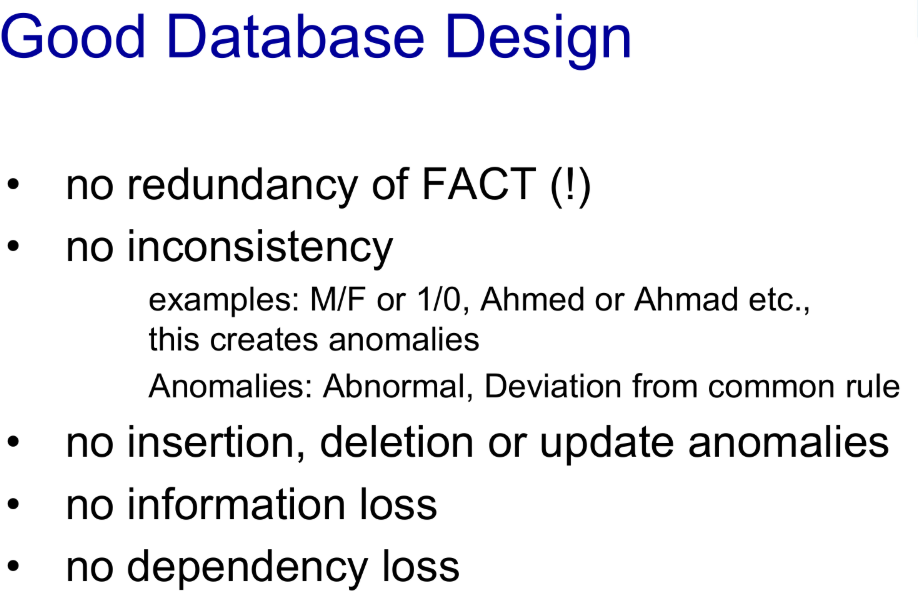 Good Database Design
• no redundancy of FACT (!)
• no inconsistency
examples: M/F or 1/0, Ahmed or Ahmad etc.,
this creates anomalies
Anomalies: Abnormal, Deviation from common rule
• no insertion, deletion or update anomalies
• no information loss
• no dependency loss